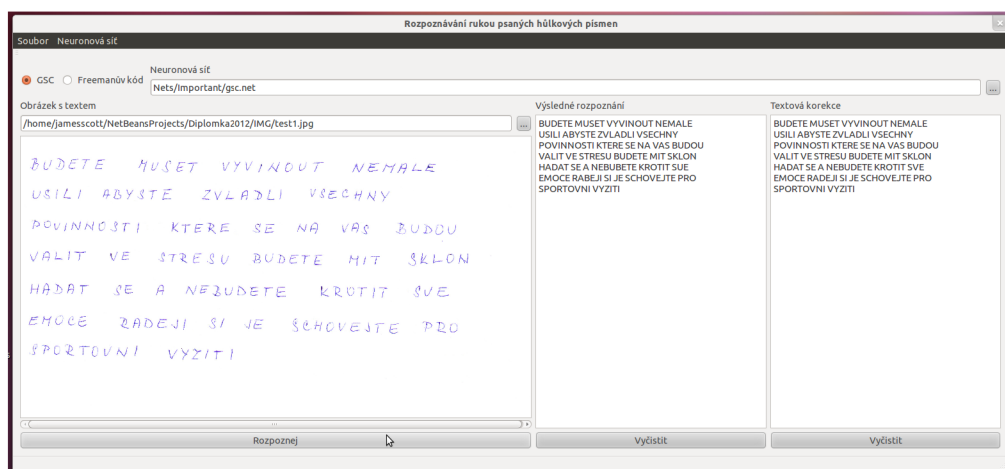 Rozpoznávání rukou psaných hůlkových písmen
Soubor Neuronová síť
GSC Freemanův kód
Neuronová síť
Nets/Important/gsc.net
...
Obrázek s textem
/home/jamesscott/NetBeansProjects/Diplomka2012/IMG/test1.jpg
...
BUDETE MUSET VYVINOUT NEMALE
USILI ABYSTE ZVLADLI VSECHNY
POVINNOSTI KTERE SE NA VAS BUDOU
VALIT VE STRESU BUDETE MIT SKLON
HADAT SE A NEBUDETE KROTIT SVE
EMOCE RADEJI SI JE SCHOVEJTE PRO
SPORTOVNI VYZITI
Rozpoznej
Výsledné rozpoznání
BUDETE MUSET VYVINOUT NEMALE
USILI ABYSTE ZVLADLI VSECHNY
POVINNOSTI KTERE SE NA VAS BUDOU
VALIT VE STRESU BUDETE MIT SKLON
HADAT SE A NEBUBETE KROTIT SUE
EMOCE RABEJI SI JE SCHOVEJTE PRO
SPORTOVNI VYZITI
Vyčistit
Textová korekce
BUDETE MUSET VYVINOUT NEMALE
USILI ABYSTE ZVLADLI VSECHNY
POVINNOSTI KTERE SE NA VAS BUDOU
VALIT VE STRESU BUDETE MIT SKLON
HADAT SE A NEBUBETE KROTIT SVE
EMOCE RADEJI SI JE SCHOVEJTE PRO
SPORTOVNI VYZITI
Vyčistit